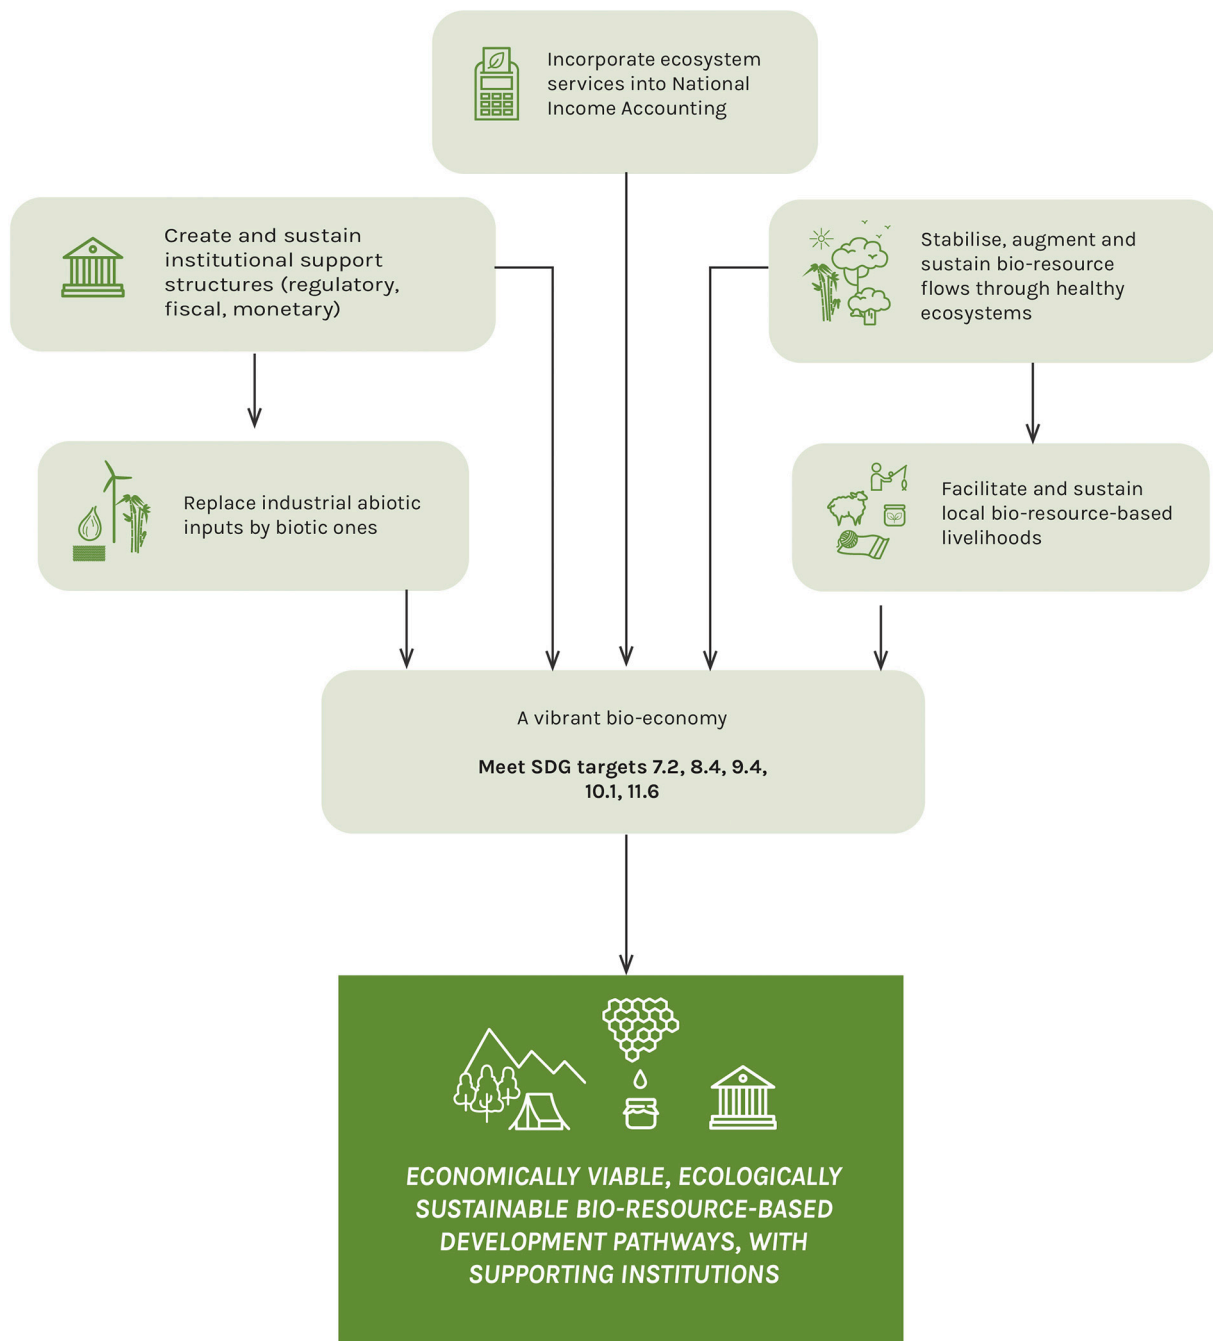 Incorporate ecosystem
services into National
Income Accounting
Create and sustain
institutional support
structures (regulatory,
fiscal, monetary)
Stabilise, augment and
sustain bio-resource
flows through healthy
ecosystems
Replace industrial abiotic
inputs by biotic ones
Facilitate and sustain
local bio-resource-based
livelihoods
A vibrant bio-economy
Meet SDG targets 7.2, 8.4, 9.4,
10.1, 11.6
ECONOMICALLY VIABLE, ECOLOGICALLY
SUSTAINABLE BIO-RESOURCE-BASED
DEVELOPMENT PATHWAYS, WITH
SUPPORTING INSTITUTIONS